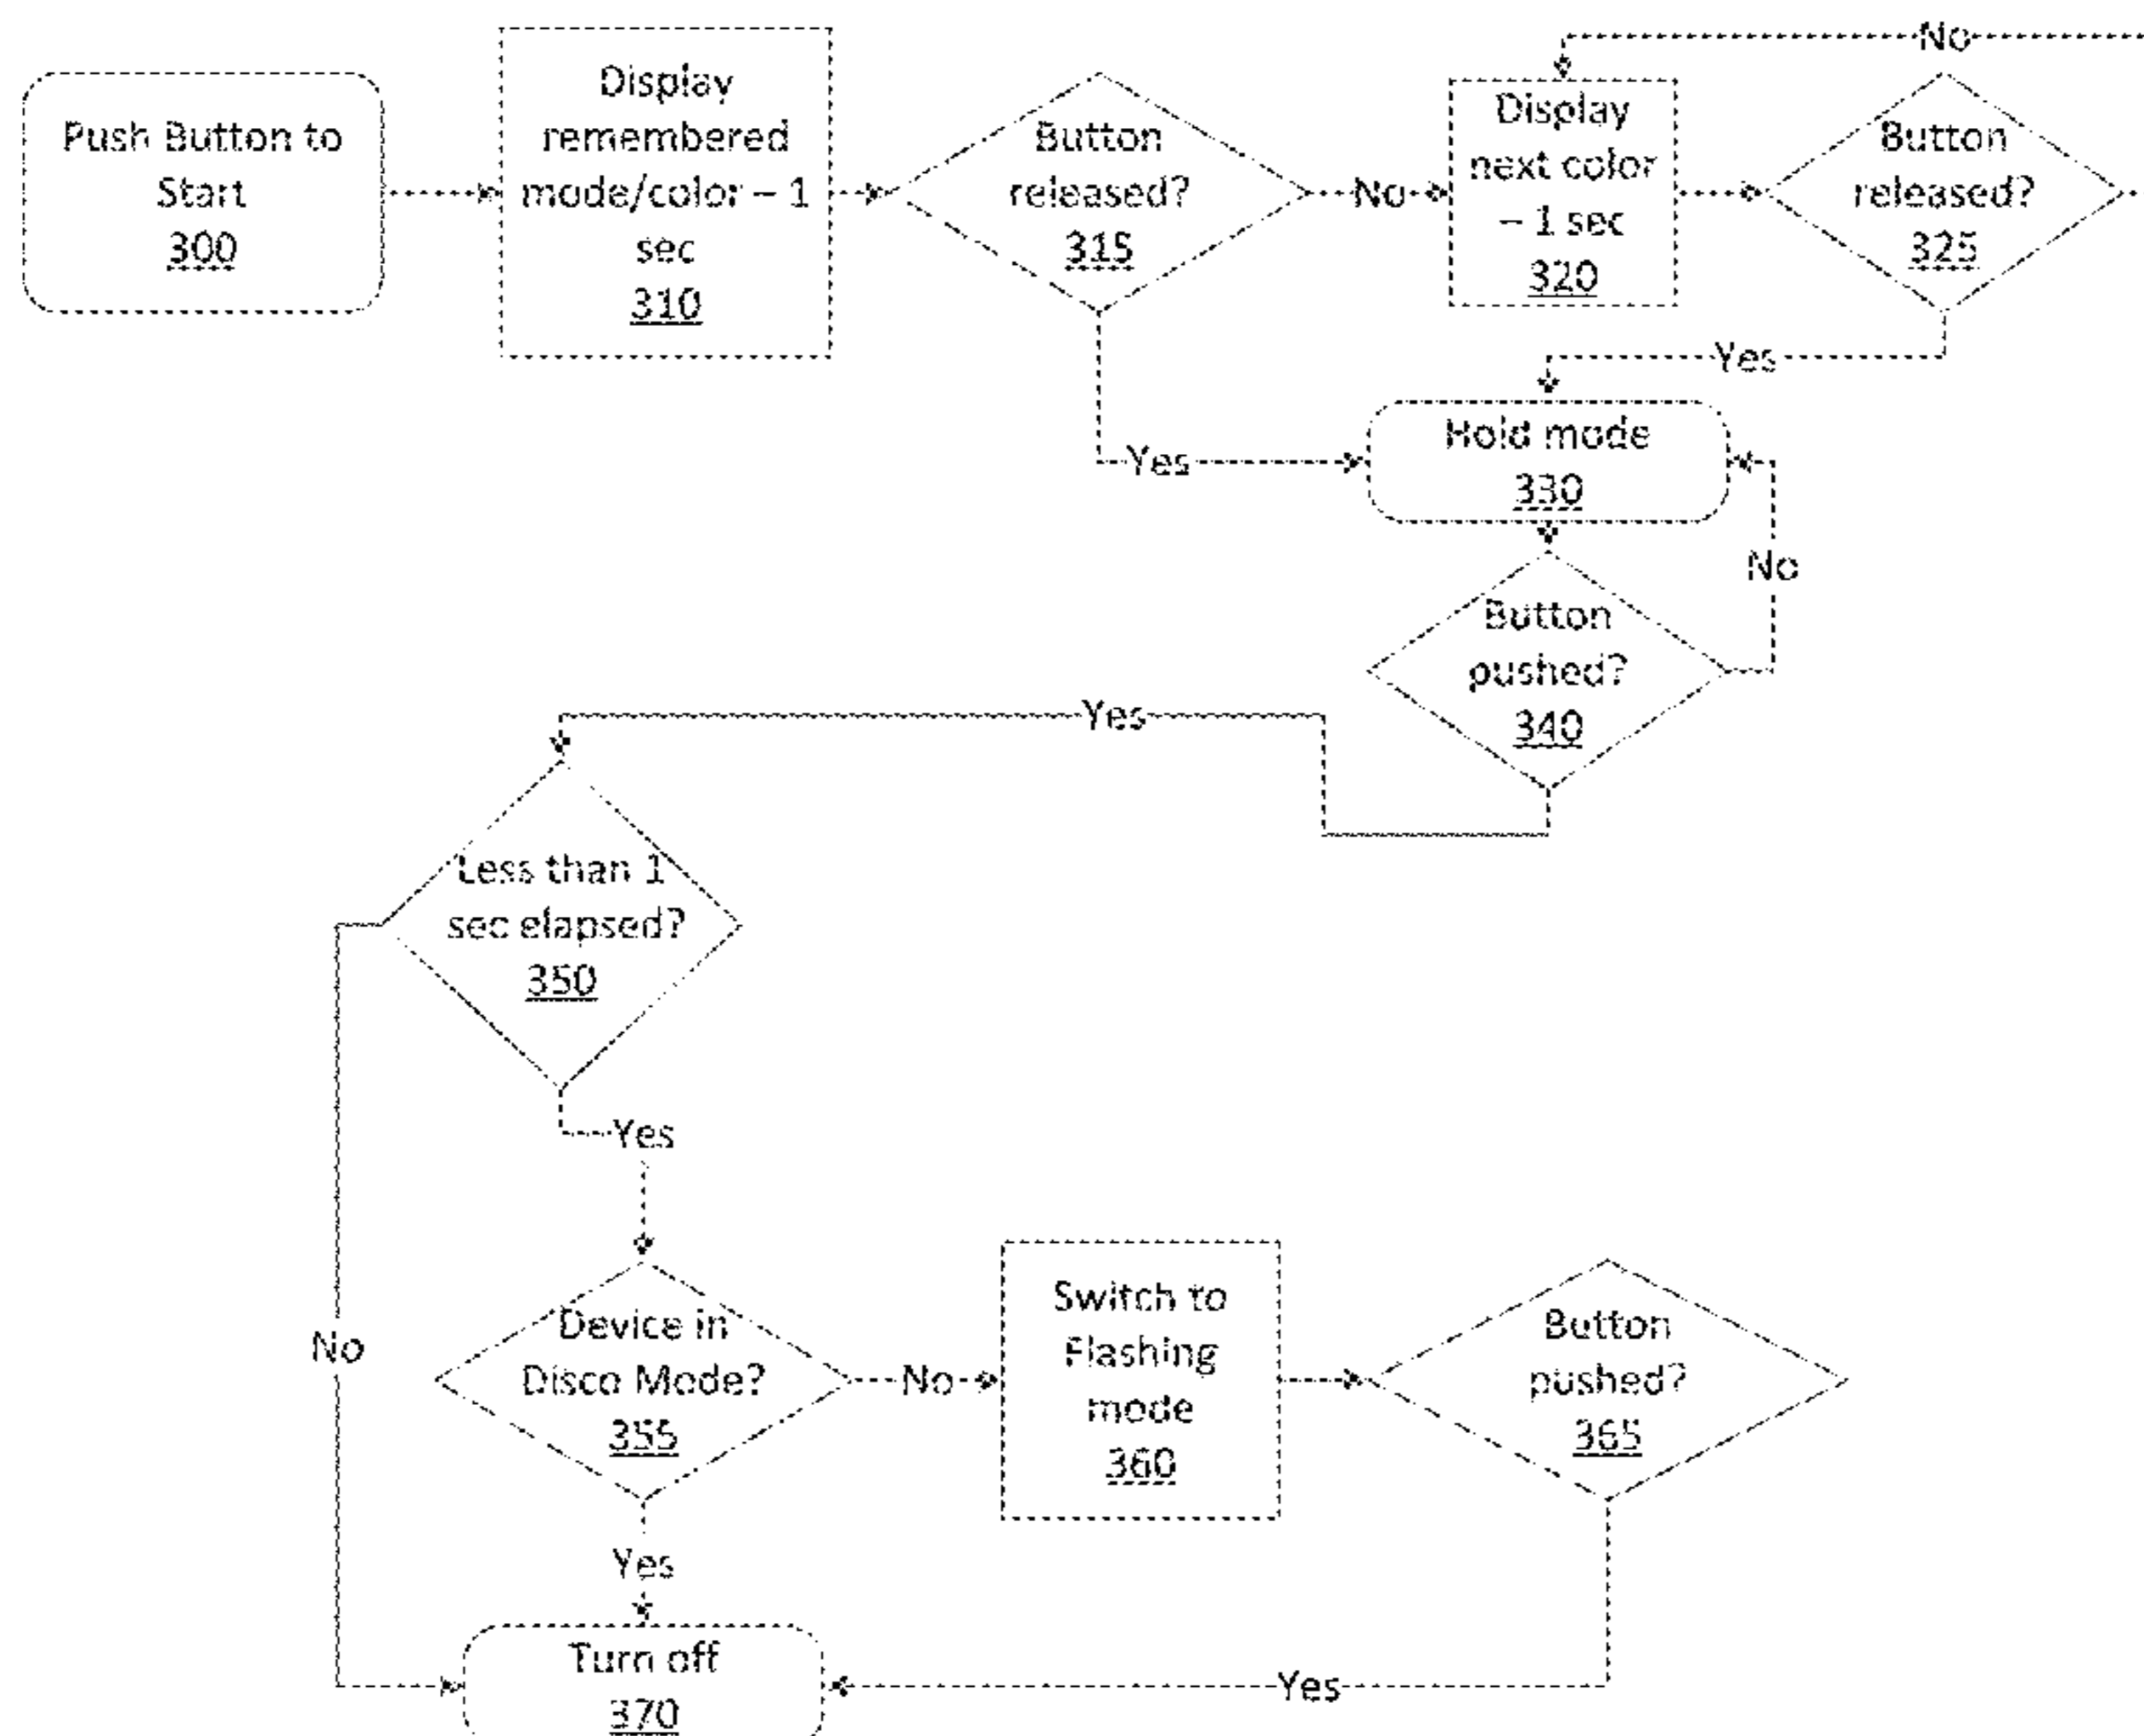 Push Button to
Start
300
Display
remembered
mode/color – 1
sec
310
Button
released?
315
No
Display
next color
– 1 sec
320
Button
released?
325
No
Yes
Yes
Hold mode
330
No
Button
pushed?
340
Yes
Less than 1
sec elapsed?
350
Yes
No
Device in
Disco Mode?
355
No
Switch to
Flashing
mode
360
Button
pushed?
365
Yes
Turn off
370
Yes